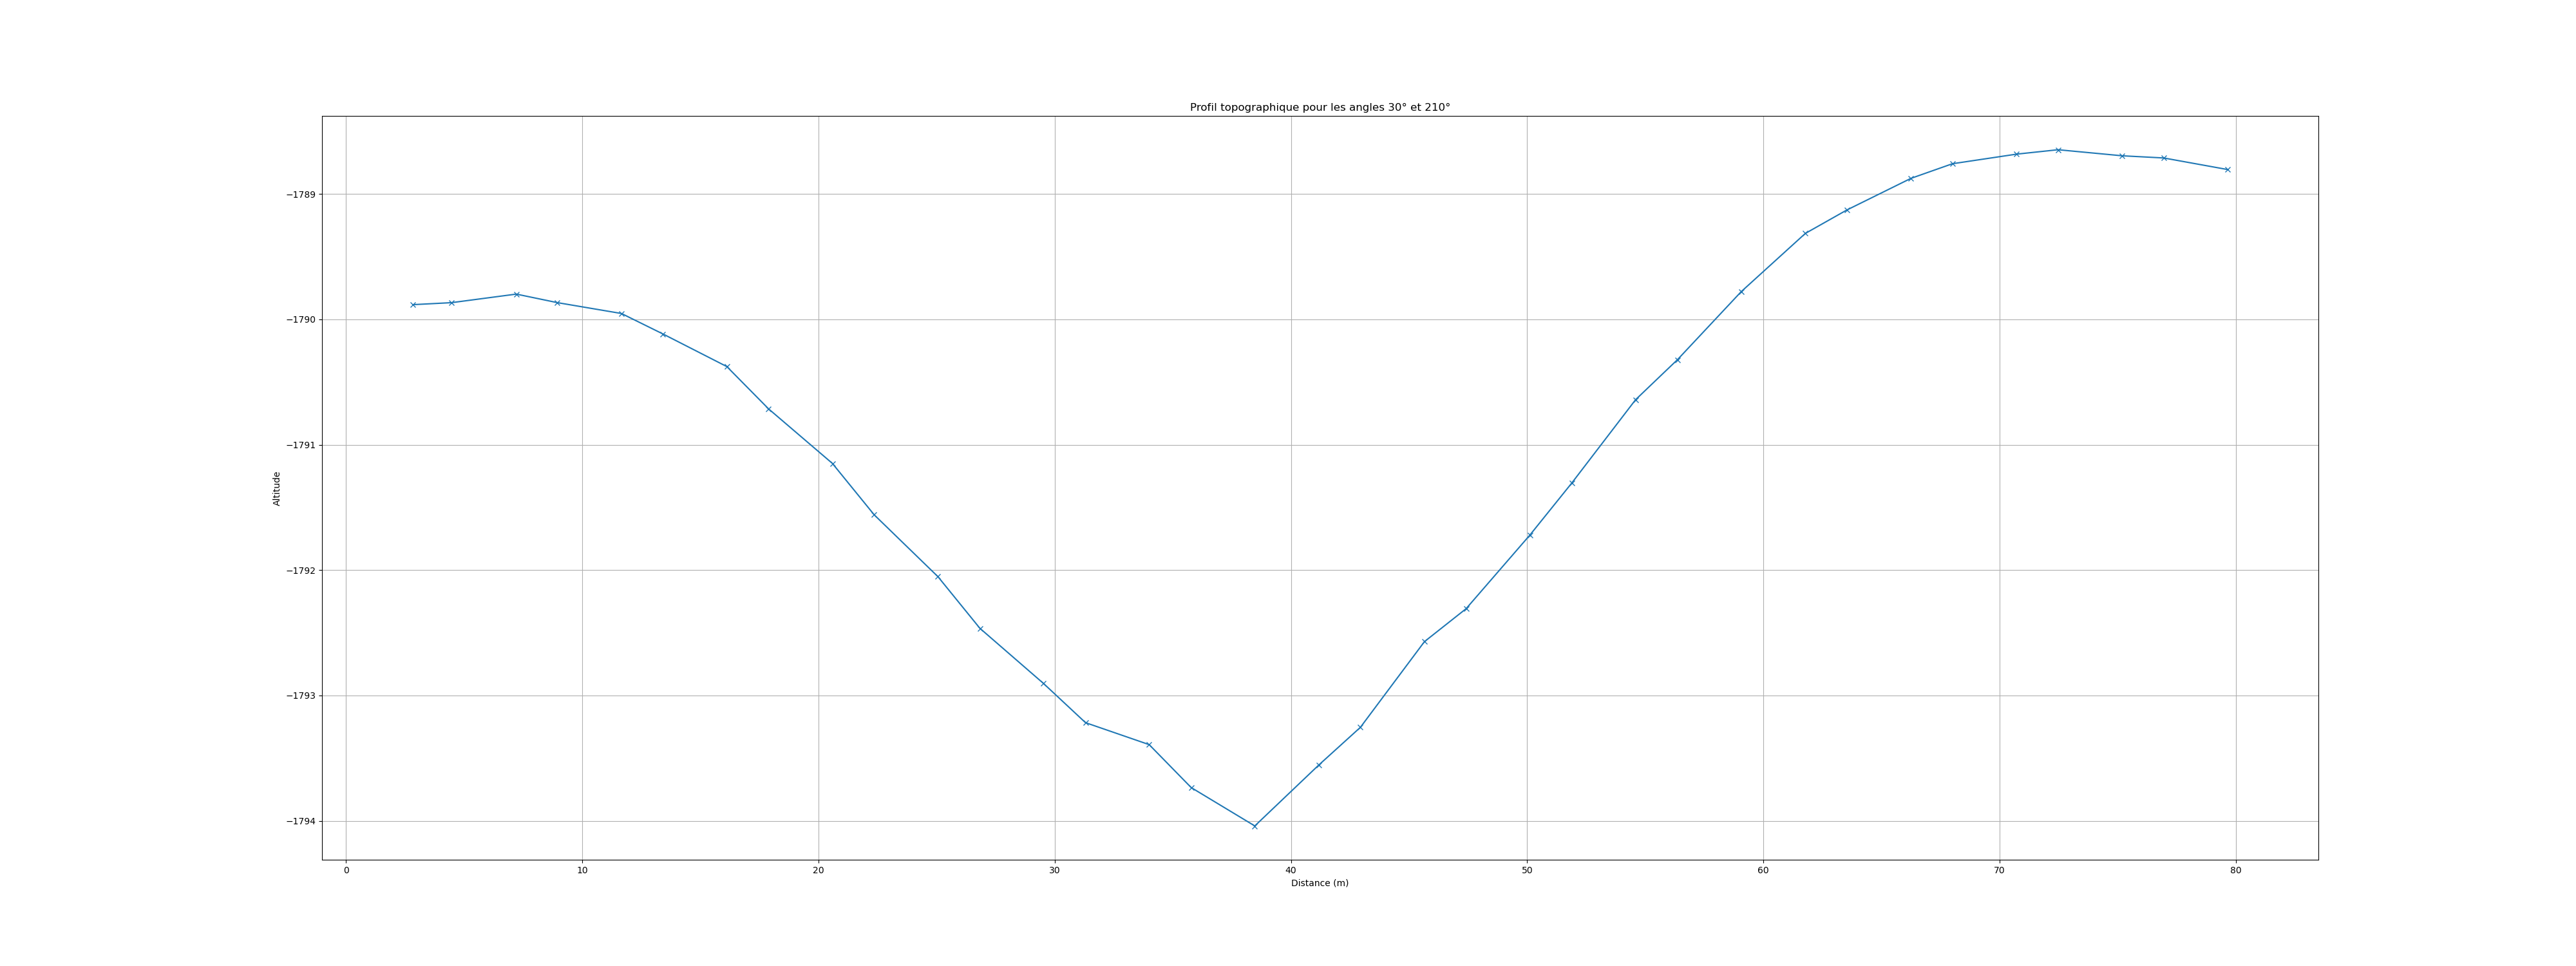 Profil topographique pour les angles 30° et 210°
−1789
−1790
−1791
−1792
−1793
−1794
Altitude
0 10 20 30 40 50 60 70 80
Distance (m)